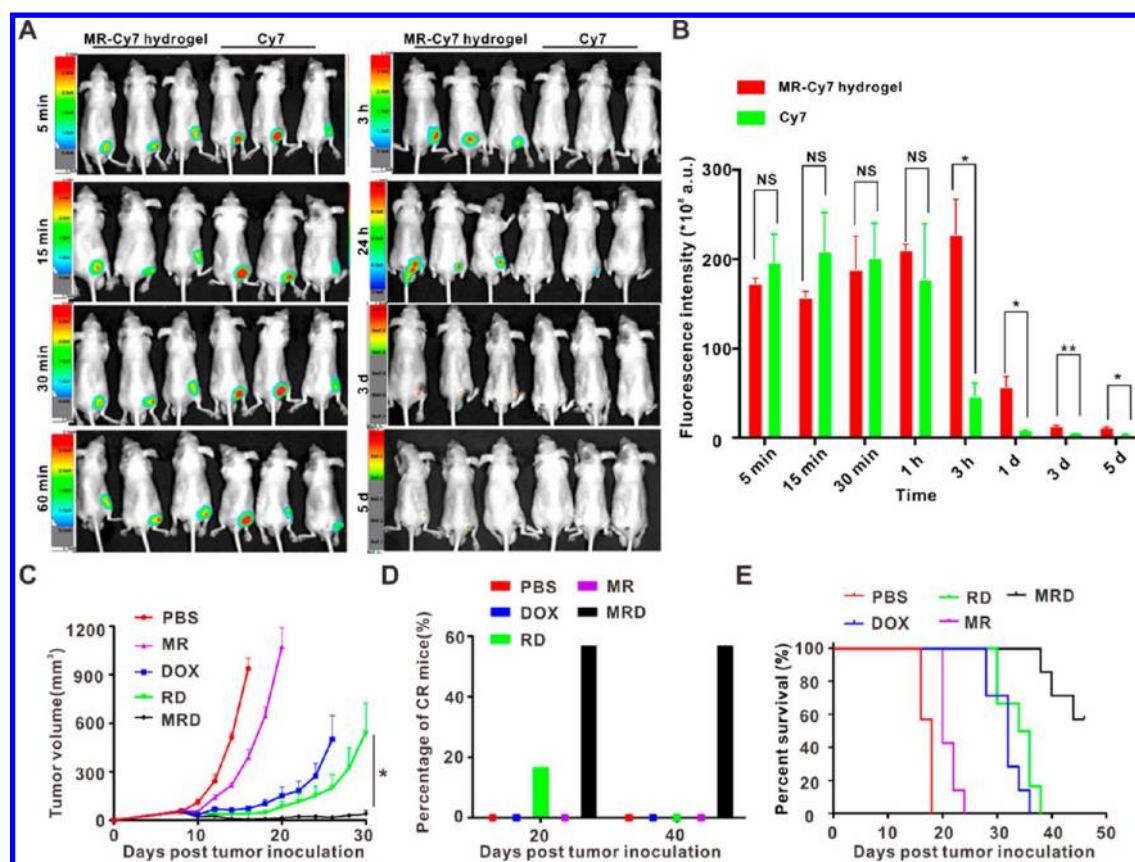 A
MR-Cy7 hydrogel Cy7
MR-Cy7 hydrogel Cy7
5 min
3 h
15 min
24 h
30 min
3 d
60 min
5 d
B
MR-Cy7 hydrogel
Cy7
NS NS NS NS * * ** *
Fluorescence intensity (*10⁸ a.u.)
300
200
100
0
5 min 15 min 30 min 1 h 3 h 1 d 3 d 5 d
Time
C
PBS
MR
DOX
RD
MRD
*
Tumor volume(mm³)
1200
900
600
300
0
0 10 20 30
Days post tumor inoculation
D
PBS MR
DOX MRD
RD
Percentage of CR mice(%)
60
40
20
0
20 40
Days post tumor inoculation
E
PBS RD MRD
DOX MR
Percent survival (%)
100
80
60
40
20
0
0 10 20 30 40 50
Days post tumor inoculation